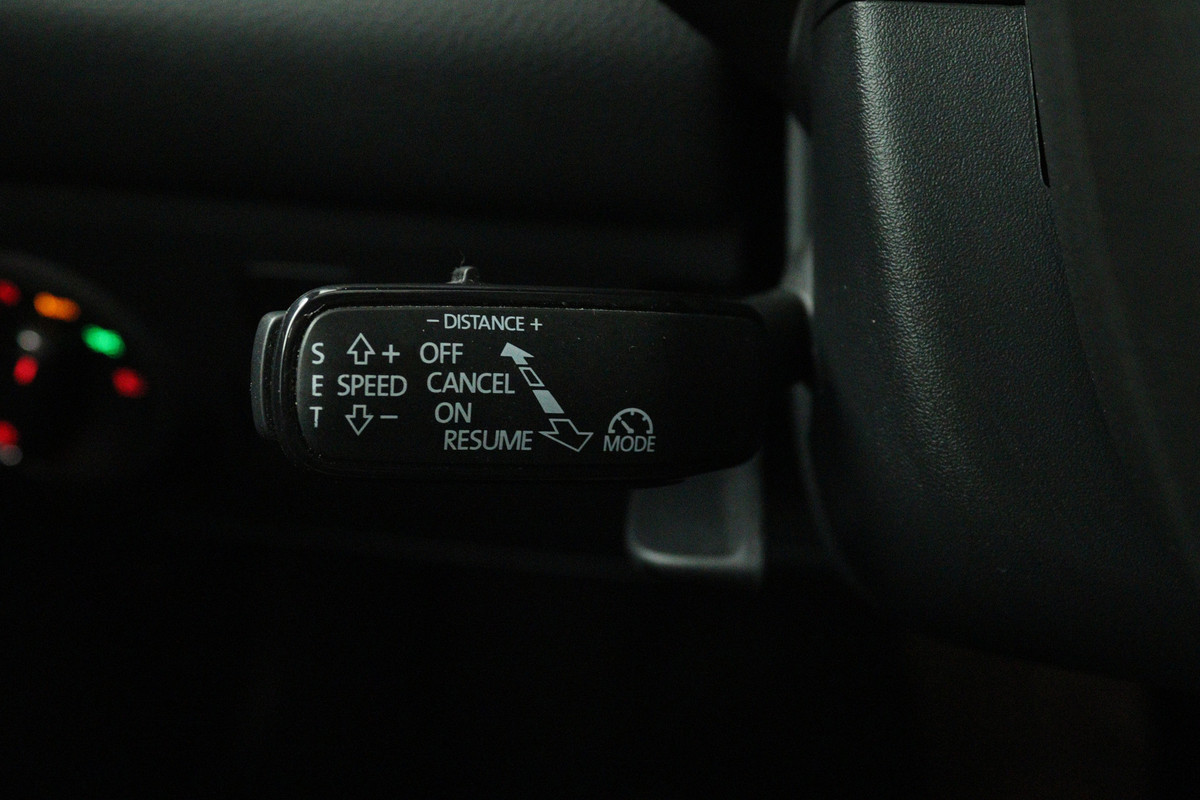 − DISTANCE +
S + OFF
E SPEED CANCEL
T − ON
RESUME MODE